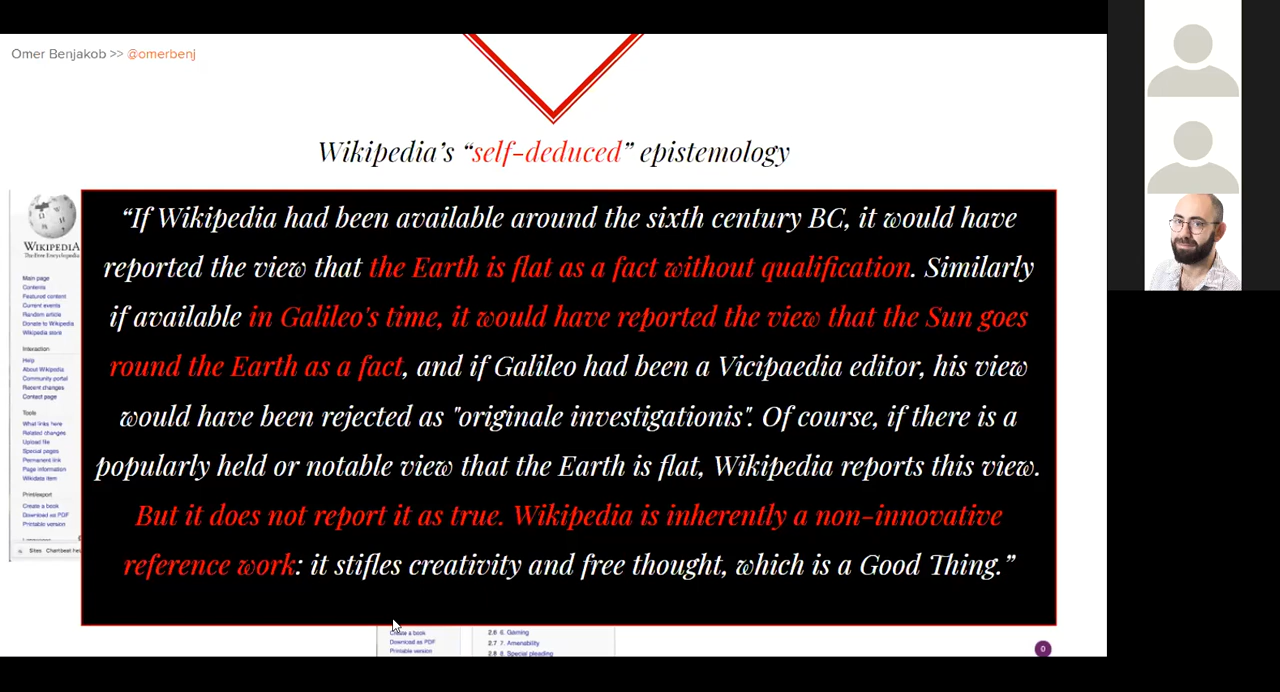 Omer Benjakob >> @omerbenj
Wikipedia's “self-deduced” epistemology
“If Wikipedia had been available around the sixth century BC, it would have
reported the view that the Earth is flat as a fact without qualification. Similarly
if available in Galileo's time, it would have reported the view that the Sun goes
round the Earth as a fact, and if Galileo had been a Vicipaedia editor, his view
would have been rejected as "originale investigationis". Of course, if there is a
popularly held or notable view that the Earth is flat, Wikipedia reports this view.
But it does not report it as true. Wikipedia is inherently a non-innovative
reference work: it stifles creativity and free thought, which is a Good Thing.”
WIKIPEDIA
The Free Encyclopedia
Main page
Contents
Featured content
Current events
Random article
Donate to Wikipedia
Wikipedia store
Interaction
Help
About Wikipedia
Community portal
Recent changes
Contact page
Tools
What links here
Related changes
Upload file
Special pages
Permanent link
Page information
Wikidata item
Print/export
Create a book
Download as PDF
Printable version
Create a book
Download as PDF
Printable version
2.6 6. Gaming
2.7 7. Amenability
2.8 8. Special pleading
0